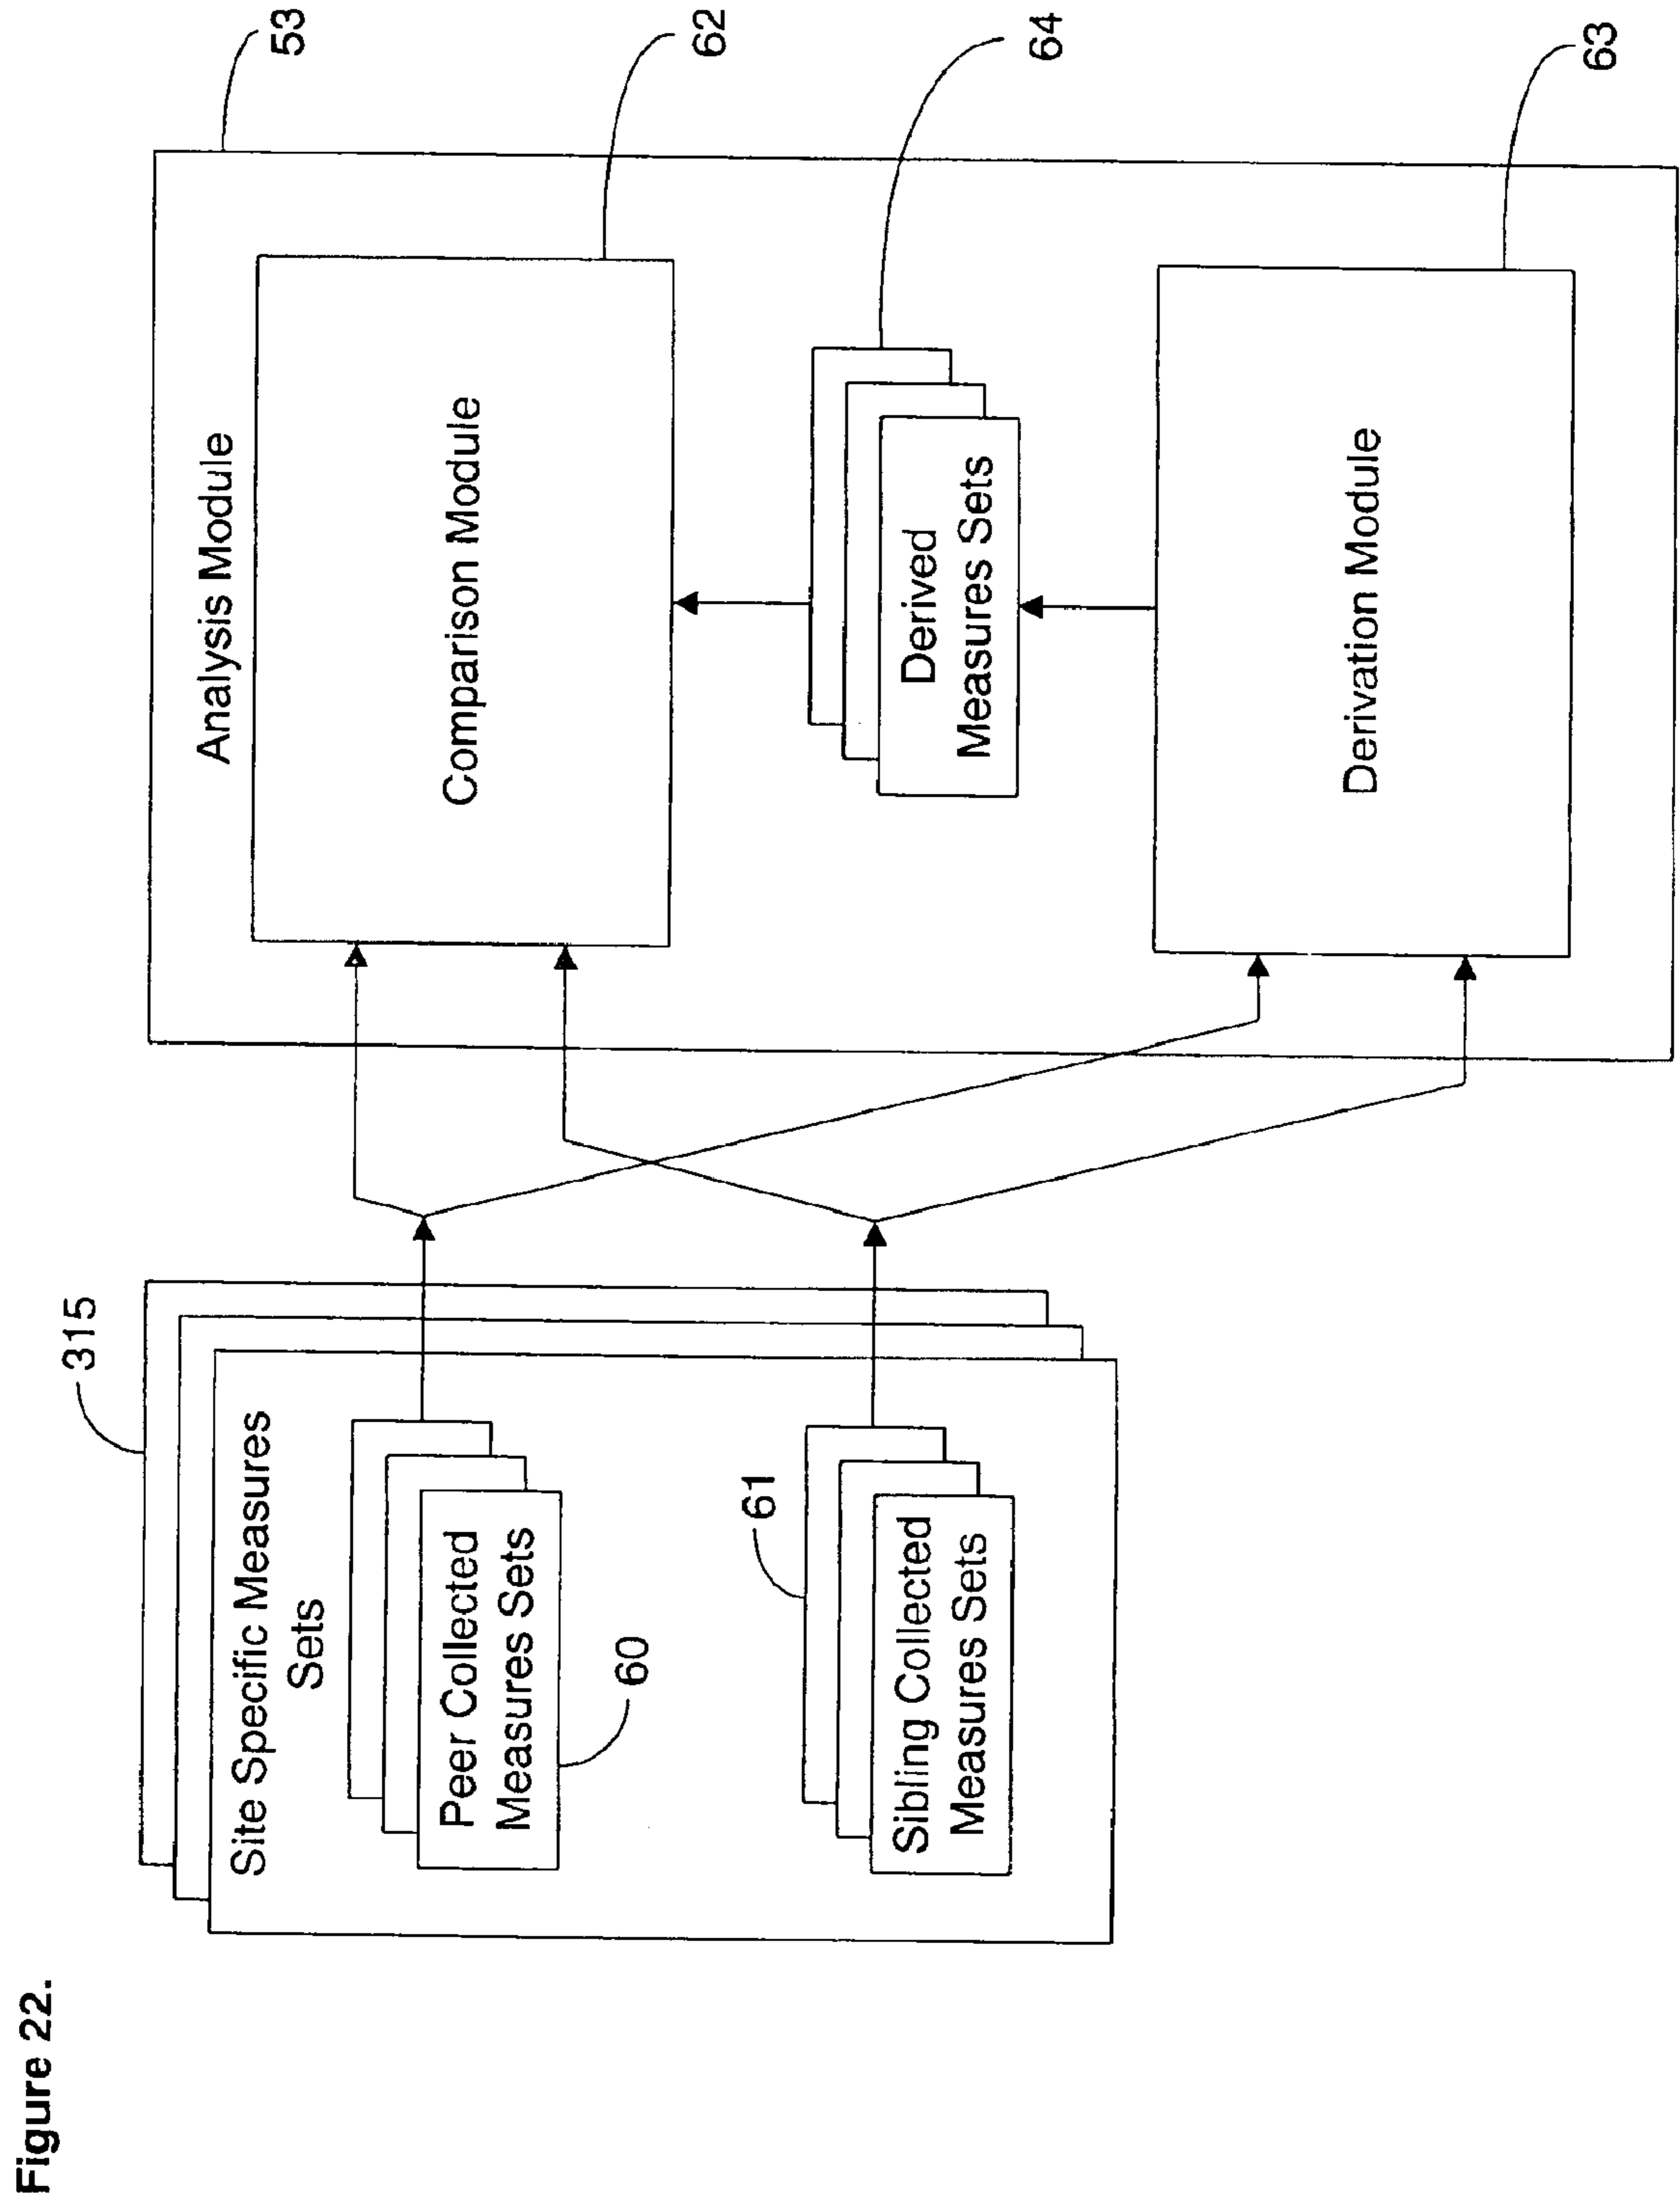 Figure 22.
315
Site Specific Measures
Sets
Peer Collected
Measures Sets
60
61
Sibling Collected
Measures Sets
53
Analysis Module
Comparison Module
62
64
Derived
Measures Sets
Derivation Module
63